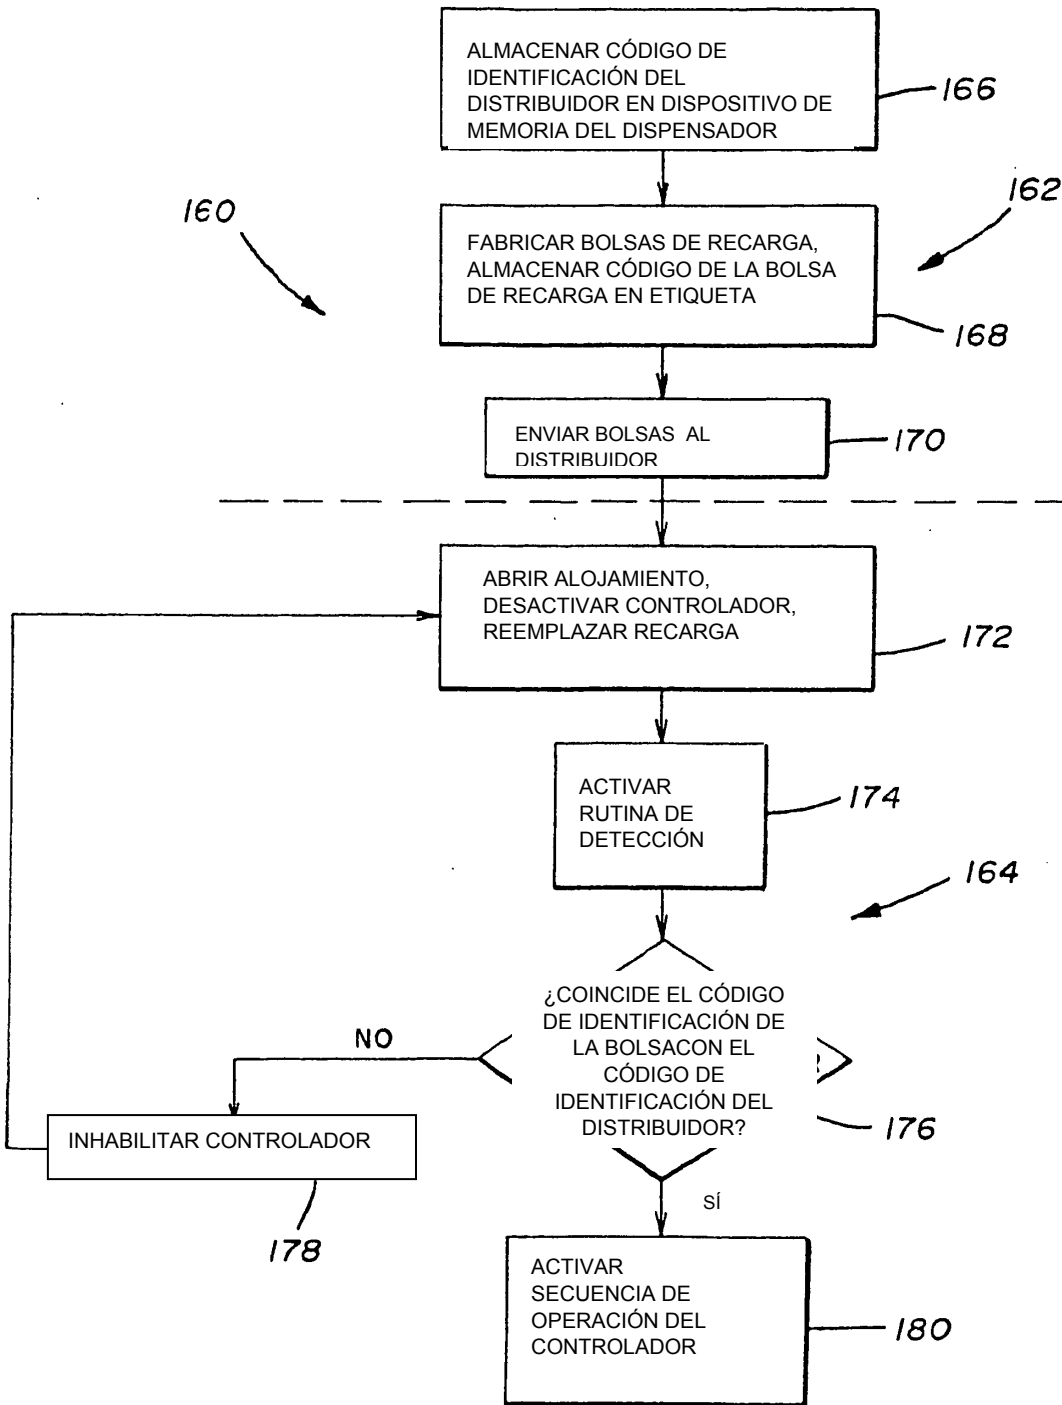 ALMACENAR CÓDIGO DE
IDENTIFICACIÓN DEL
DISTRIBUIDOR EN DISPOSITIVO DE
MEMORIA DEL DISPENSADOR
166
160
162
FABRICAR BOLSAS DE RECARGA,
ALMACENAR CÓDIGO DE LA BOLSA
DE RECARGA EN ETIQUETA
168
ENVIAR BOLSAS AL
DISTRIBUIDOR
170
ABRIR ALOJAMIENTO,
DESACTIVAR CONTROLADOR,
REEMPLAZAR RECARGA
172
ACTIVAR
RUTINA DE
DETECCIÓN
174
164
¿COINCIDE EL CÓDIGO
DE IDENTIFICACIÓN DE
LA BOLSACON EL
CÓDIGO DE
IDENTIFICACIÓN DEL
DISTRIBUIDOR?
176
NO
INHABILITAR CONTROLADOR
178
SÍ
ACTIVAR
SECUENCIA DE
OPERACIÓN DEL
CONTROLADOR
180